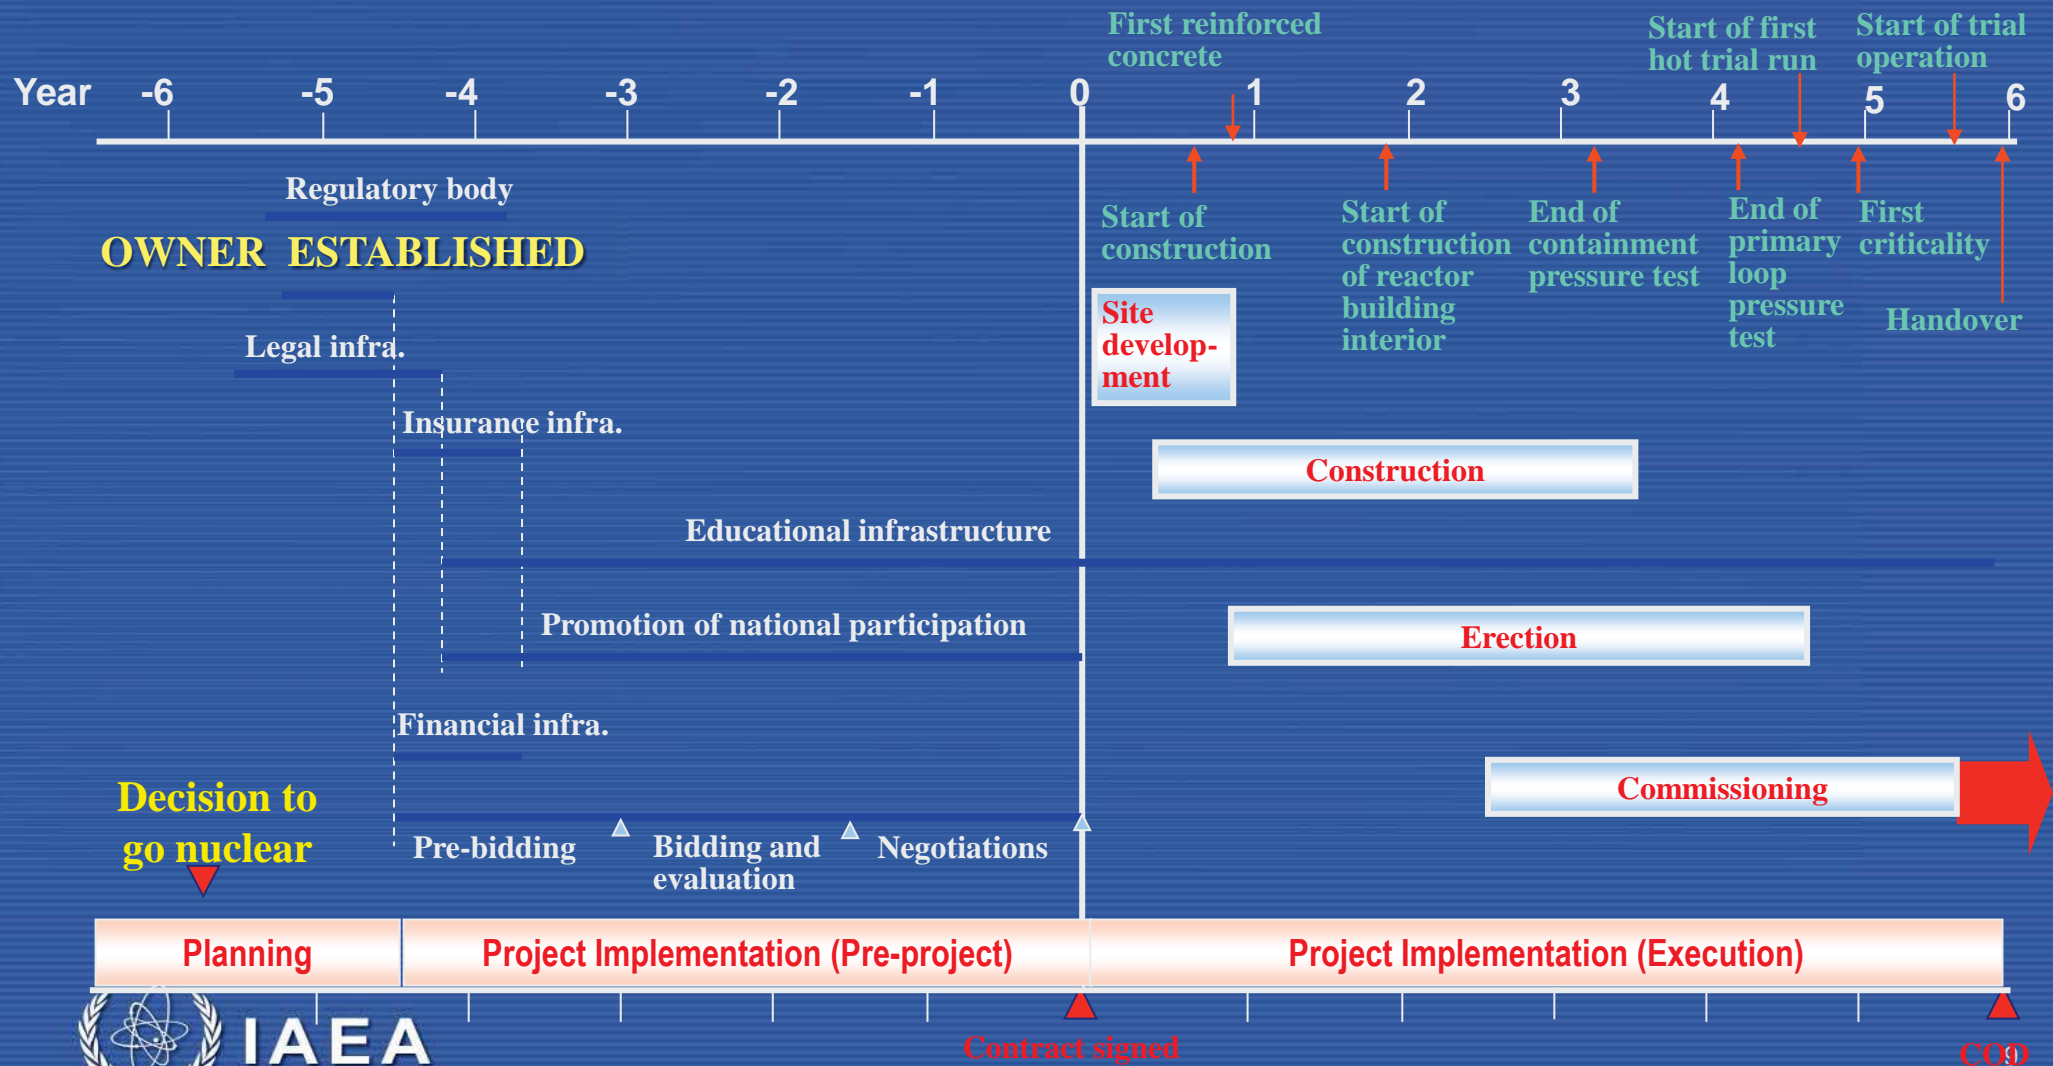 First reinforced
concrete
Start of first
hot trial run
Start of trial
operation
Year -6 -5 -4 -3 -2 -1 0 1 2 3 4 5 6
Regulatory body
OWNER ESTABLISHED
Start of
construction
Start of
construction
of reactor
building
interior
End of
containment
pressure test
End of
primary
loop
pressure
test
First
criticality
Handover
Legal infra.
Site
develop-
ment
Insurance infra.
Construction
Educational infrastructure
Promotion of national participation
Erection
Financial infra.
Commissioning
Decision to
go nuclear
Pre-bidding
Bidding and
evaluation
Negotiations
Planning
Project Implementation (Pre-project)
Project Implementation (Execution)
IAEA
Contract signed
COD
9